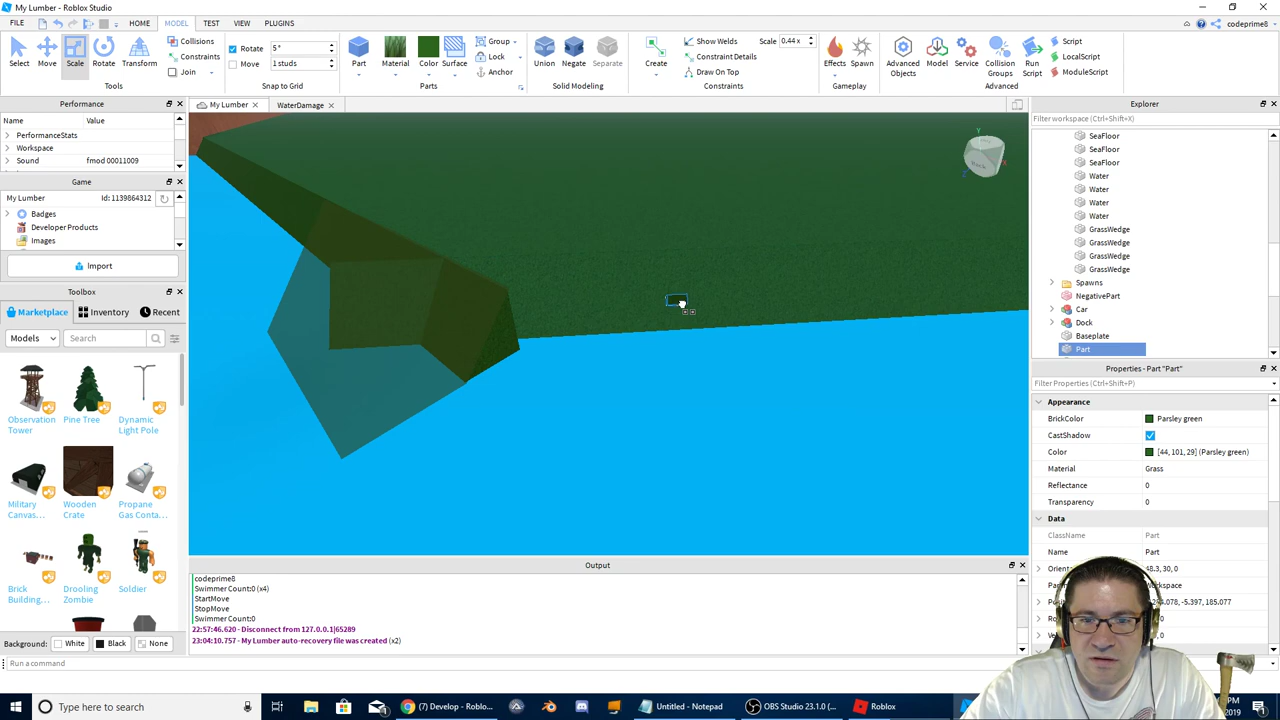 My Lumber - Roblox Studio
FILE HOME MODEL TEST VIEW PLUGINS codeprime8
Select Move Scale Rotate Transform
Collisions
Constraints
Join
Tools
Rotate 5°
Move 1 studs
Snap to Grid
Part Material Color Surface
Group
Lock
Anchor
Parts
Union Negate Separate
Solid Modeling
Create
Show Welds
Constraint Details
Draw On Top
Scale 0.44 x
Constraints
Effects Spawn
Gameplay
Advanced Objects Model Service Collision Groups Run Script
Script
LocalScript
ModuleScript
Advanced
Performance
Name Value
PerformanceStats
Workspace
Sound fmod 00011009
Game
My Lumber Id: 1139864312
Badges
Developer Products
Images
Import
Toolbox
Marketplace Inventory Recent
Models Search
Observation Tower
Pine Tree
Dynamic Light Pole
Military Canvas...
Wooden Crate
Propane Gas Conta...
Brick Building...
Drooling Zombie
Soldier
Background: White Black None
Run a command
My Lumber WaterDamage
Y
Back
Output
codeprime8
Swimmer Count:0 (x4)
StartMove
StopMove
Swimmer Count:0
22:57:46.620 - Disconnect from 127.0.0.1|65289
23:04:10.757 - My Lumber auto-recovery file was created (x2)
Explorer
Filter workspace (Ctrl+Shift+X)
SeaFloor
SeaFloor
SeaFloor
Water
Water
Water
Water
GrassWedge
GrassWedge
GrassWedge
GrassWedge
Spawns
NegativePart
Car
Dock
Baseplate
Part
Properties - Part "Part"
Filter Properties (Ctrl+Shift+P)
Appearance
BrickColor Parsley green
CastShadow
Color [44, 101, 29] (Parsley green)
Material Grass
Reflectance 0
Transparency 0
Data
ClassName Part
Name Part
Type here to search
(7) Develop - Roblo...
Untitled - Notepad
OBS Studio 23.1.0 (...
Roblox